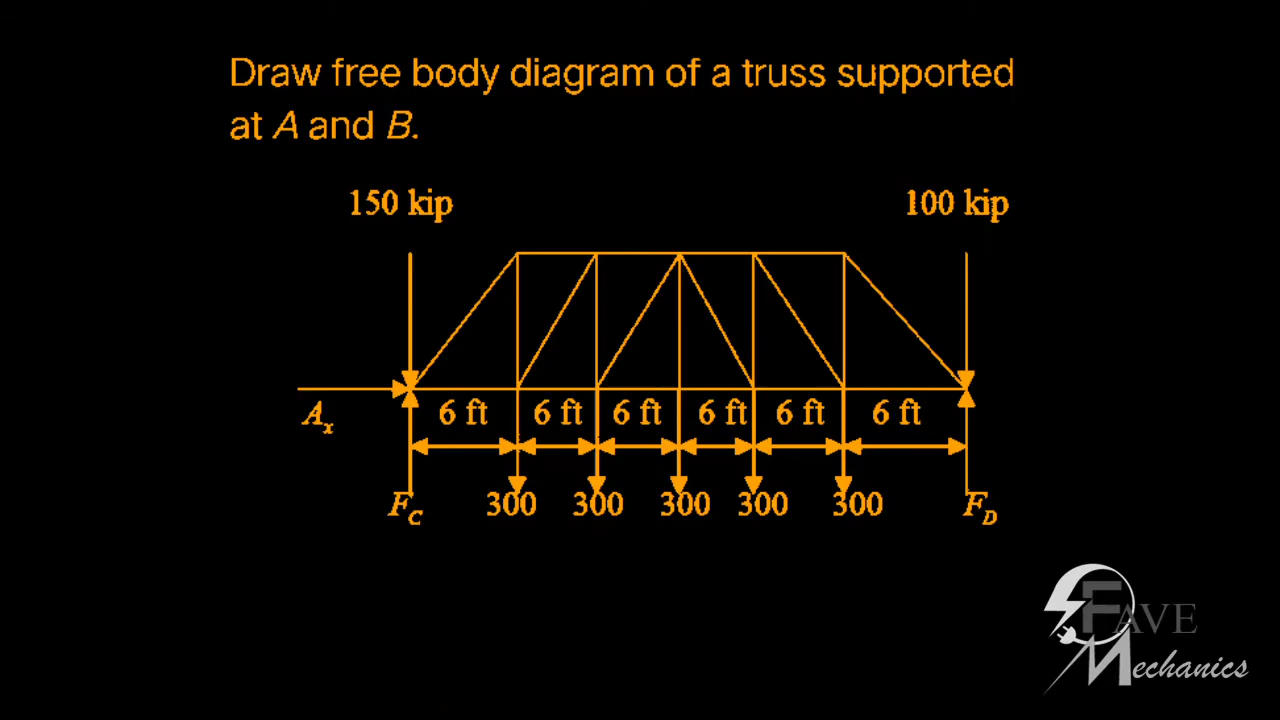 Draw free body diagram of a truss supported
at A and B.
150 kip
100 kip
A_x
6 ft 6 ft 6 ft 6 ft 6 ft 6 ft
F_C 300 300 300 300 300 F_D
FAVE
Mechanics